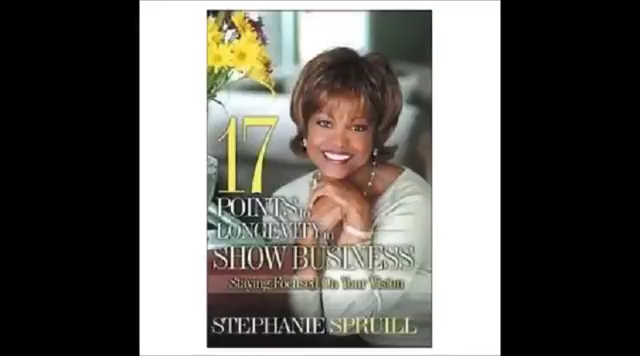 17
POINTS to
LONGEVITY in
SHOW BUSINESS
Staying Focused On Your Vision
STEPHANIE SPRUILL